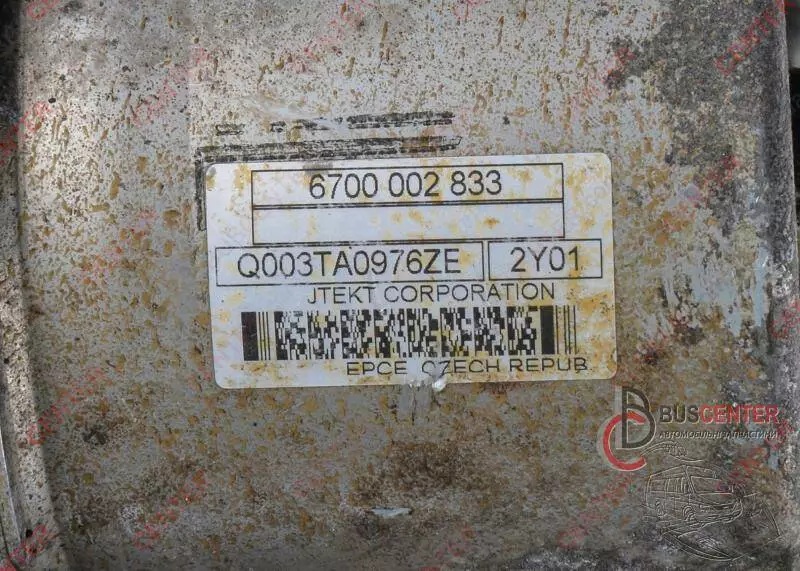 6700 002 833
Q003TA0976ZE 2Y01
JTEKT CORPORATION
EPCE CZECH REPUB
BUSCENTER
АВТОМОБІЛЬНІ ЗАПЧАСТИНИ